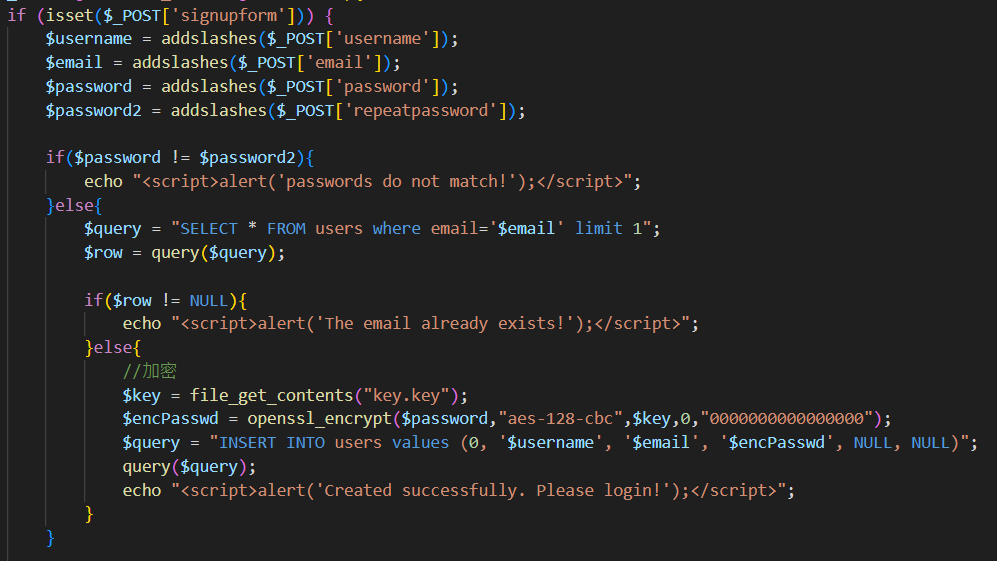 if (isset($_POST['signupform'])) {
$username = addslashes($_POST['username']);
$email = addslashes($_POST['email']);
$password = addslashes($_POST['password']);
$password2 = addslashes($_POST['repeatpassword']);
if($password != $password2){
echo "<script>alert('passwords do not match!');</script>";
}else{
$query = "SELECT * FROM users where email='$email' limit 1";
$row = query($query);
if($row != NULL){
echo "<script>alert('The email already exists!');</script>";
}else{
//加密
$key = file_get_contents("key.key");
$encPasswd = openssl_encrypt($password,"aes-128-cbc",$key,0,"0000000000000000");
$query = "INSERT INTO users values (0, '$username', '$email', '$encPasswd', NULL, NULL)";
query($query);
echo "<script>alert('Created successfully. Please login!');</script>";
}
}